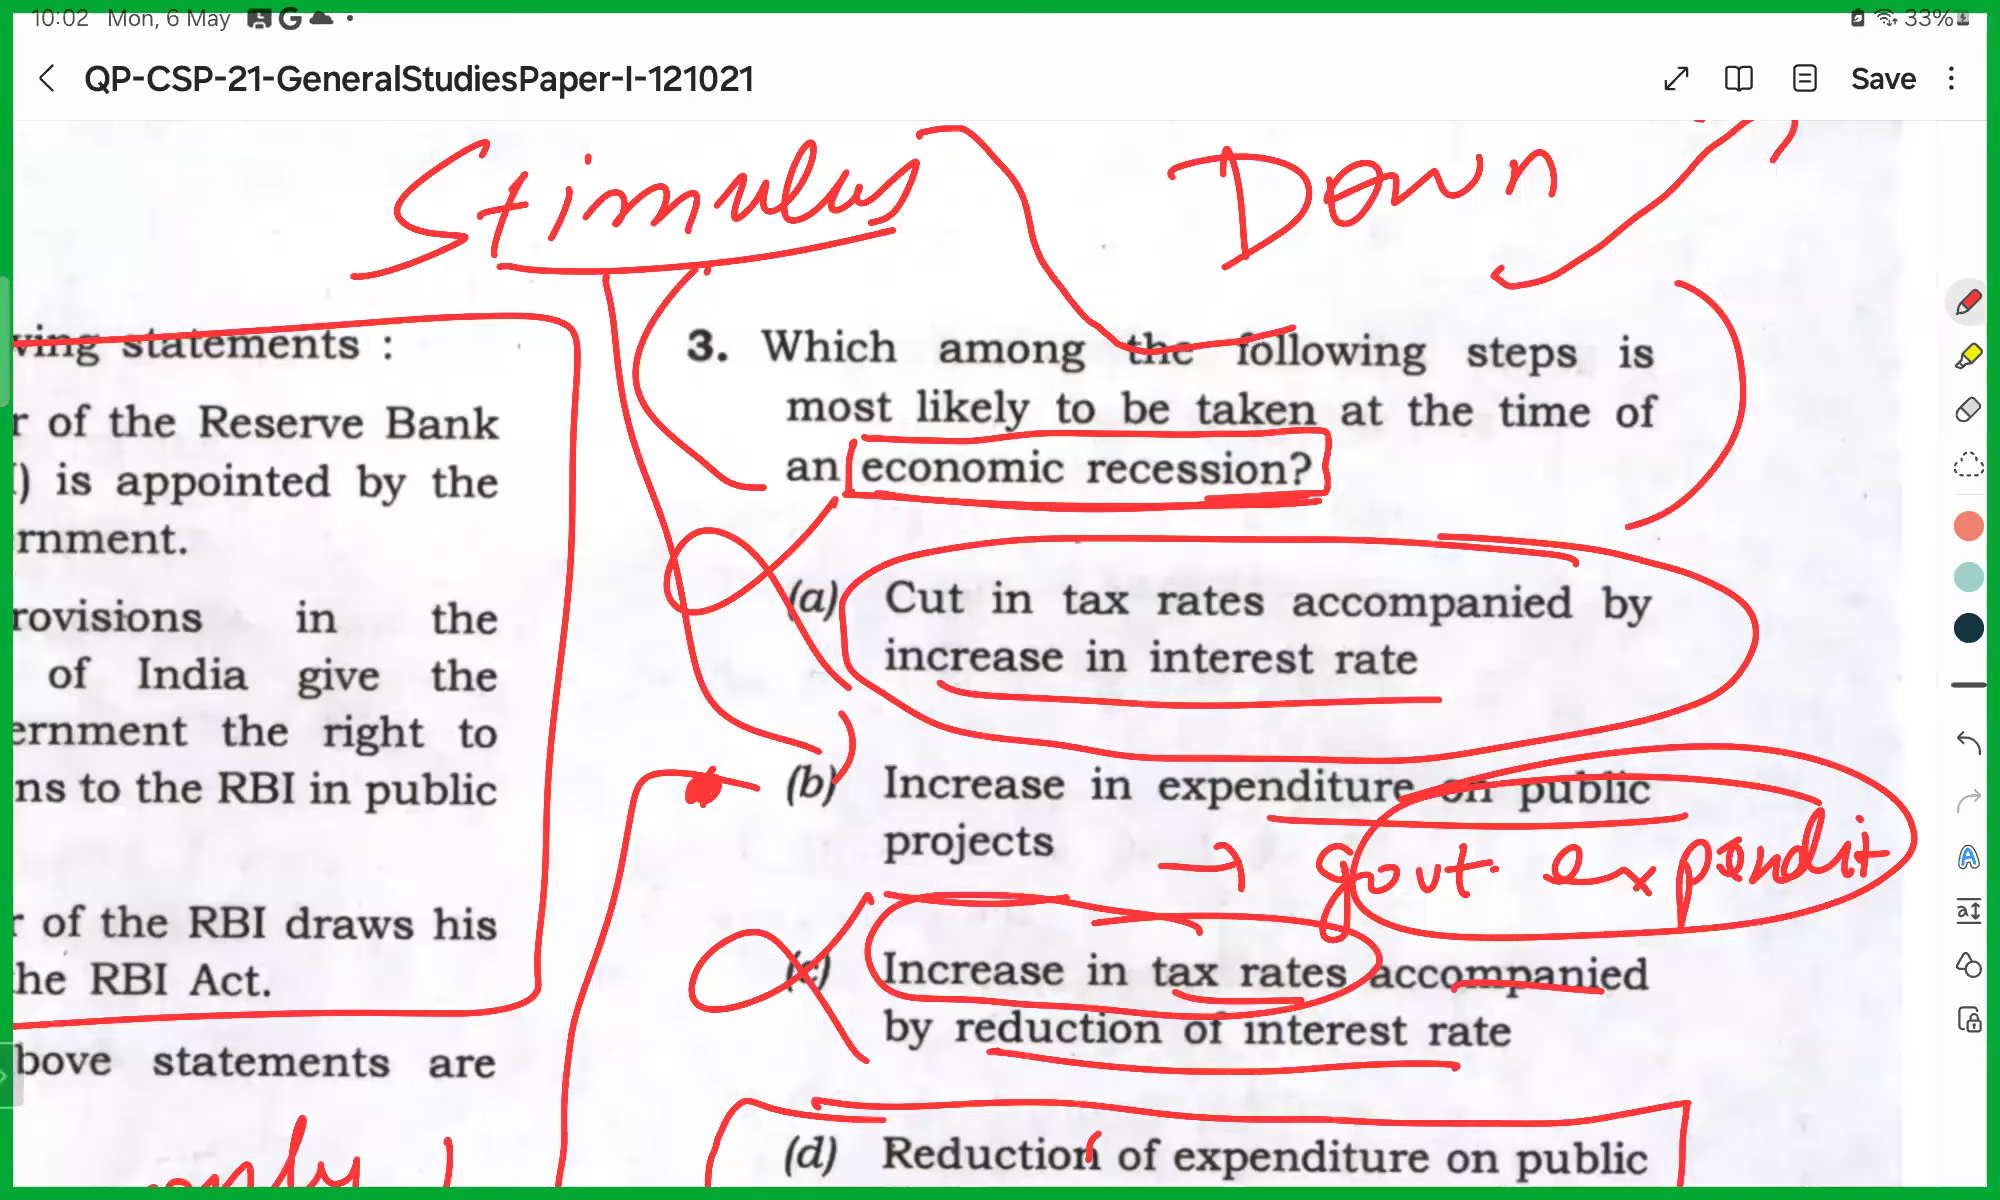 10:02 Mon, 6 May
33%
QP-CSP-21-GeneralStudiesPaper-I-121021
Save
Stimulus
Down
ving statements :
r of the Reserve Bank
) is appointed by the
rnment.
rovisions in the
of India give the
ernment the right to
ns to the RBI in public
r of the RBI draws his
he RBI Act.
bove statements are
only 1
3. Which among the following steps is
most likely to be taken at the time of
an economic recession?
(a) Cut in tax rates accompanied by
increase in interest rate
(b) Increase in expenditure on public
projects
→ govt. expendit
(c) Increase in tax rates accompanied
by reduction of interest rate
(d) Reduction of expenditure on public